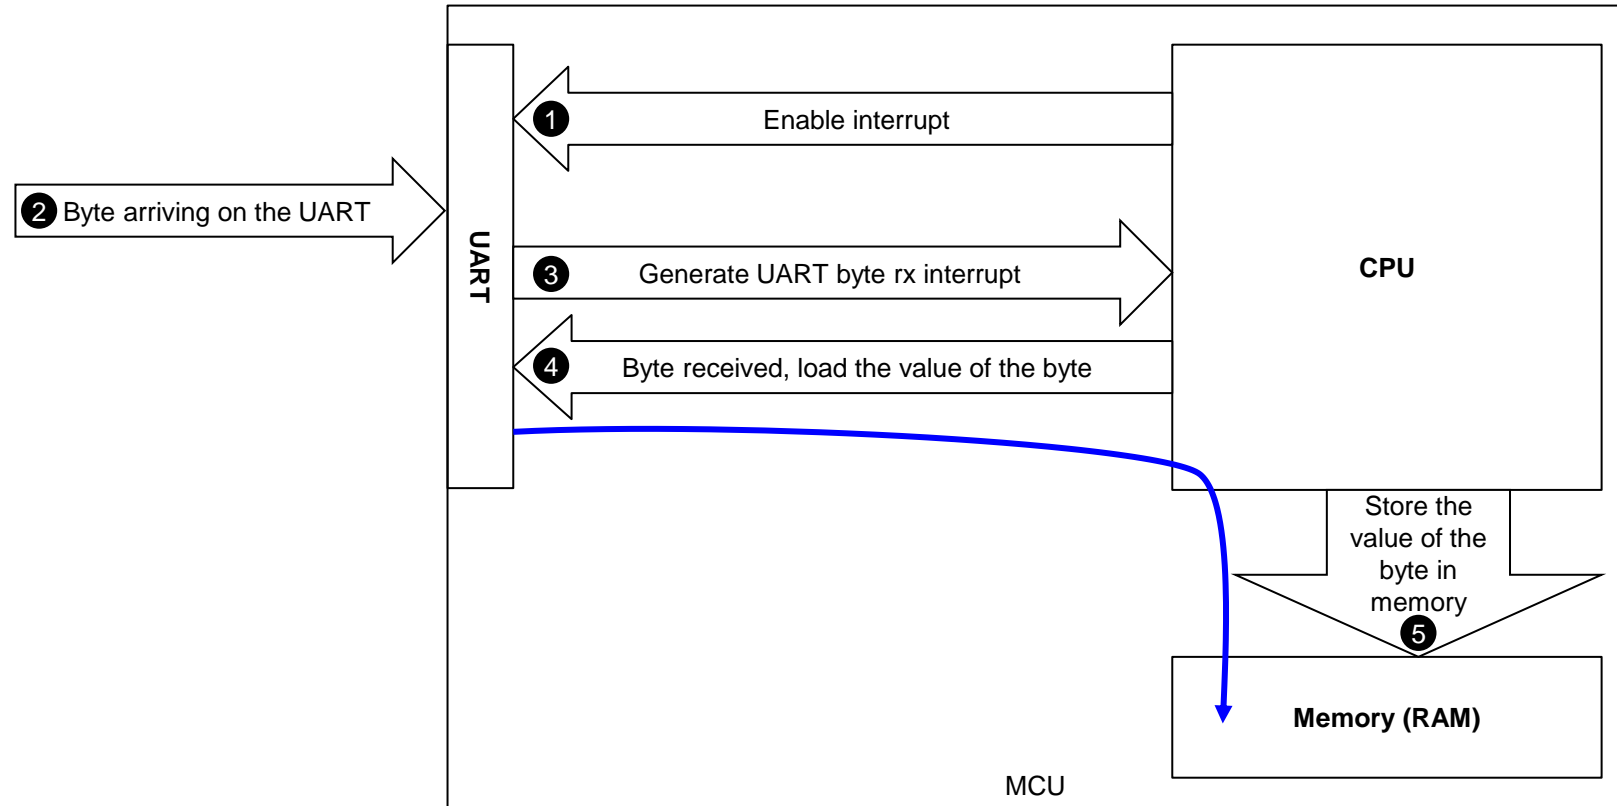 1 Enable interrupt
2 Byte arriving on the UART
UART
3 Generate UART byte rx interrupt
CPU
4 Byte received, load the value of the byte
Store the
value of the
byte in
memory
5
Memory (RAM)
MCU